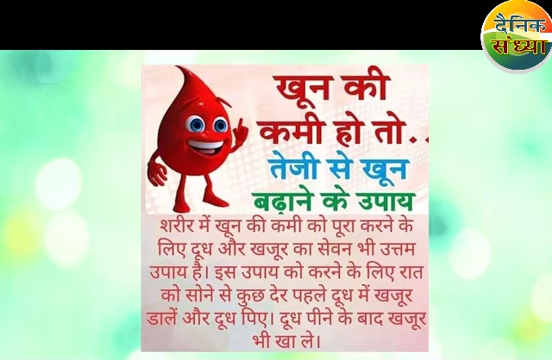 दैनिक
संध्या
खून की
कमी हो तो..
तेजी से खून
बढ़ाने के उपाय
शरीर में खून की कमी को पूरा करने के
लिए दूध और खजूर का सेवन भी उत्तम
उपाय है। इस उपाय को करने के लिए रात
को सोने से कुछ देर पहले दूध में खजूर
डालें और दूध पिए। दूध पीने के बाद खजूर
भी खा ले।